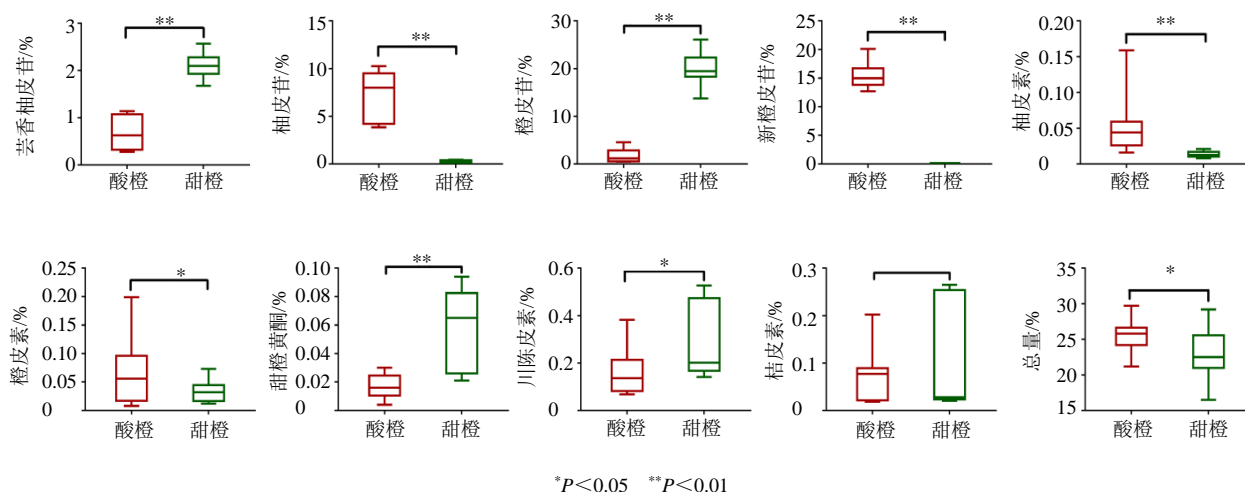 芸香柚皮苷/%
3
2
1
0
**
酸橙 甜橙
柚皮苷/%
15
10
5
0
**
酸橙 甜橙
橙皮苷/%
30
20
10
0
**
酸橙 甜橙
新橙皮苷/%
25
20
15
10
5
0
**
酸橙 甜橙
柚皮素/%
0.20
0.15
0.10
0.05
0
**
酸橙 甜橙
橙皮素/%
0.25
0.20
0.15
0.10
0.05
0
*
酸橙 甜橙
甜橙黄酮/%
0.10
0.08
0.06
0.04
0.02
0
**
酸橙 甜橙
川陈皮素/%
0.6
0.4
0.2
0
*
酸橙 甜橙
桔皮素/%
0.3
0.2
0.1
0
酸橙 甜橙
总量/%
35
30
25
20
15
*
酸橙 甜橙
*P＜0.05 **P＜0.01